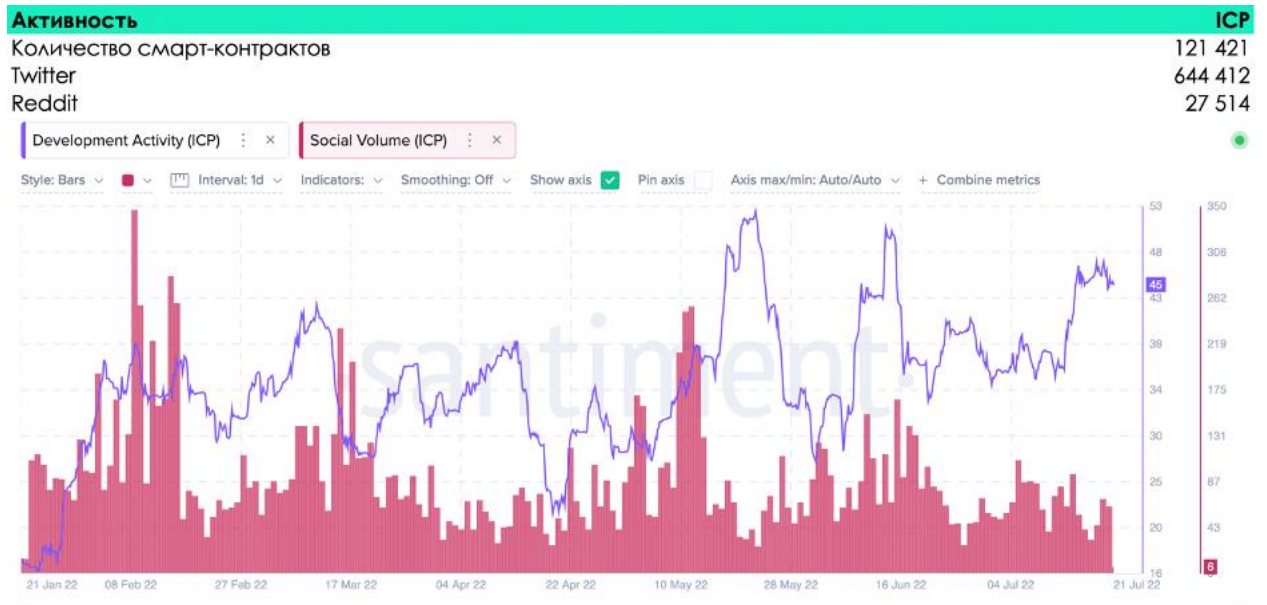 Активность ICP
Количество смарт-контрактов 121 421
Twitter 644 412
Reddit 27 514
Development Activity (ICP) ⋮ × Social Volume (ICP) ⋮ ×
Style: Bars Interval: 1d Indicators: Smoothing: Off Show axis Pin axis Axis max/min: Auto/Auto + Combine metrics
53 350
48 306
45
43 262
39 219
santiment
34 175
30 131
25 87
20 43
16 6
21 Jan 22 08 Feb 22 27 Feb 22 17 Mar 22 04 Apr 22 22 Apr 22 10 May 22 28 May 22 16 Jun 22 04 Jul 22 21 Jul 22